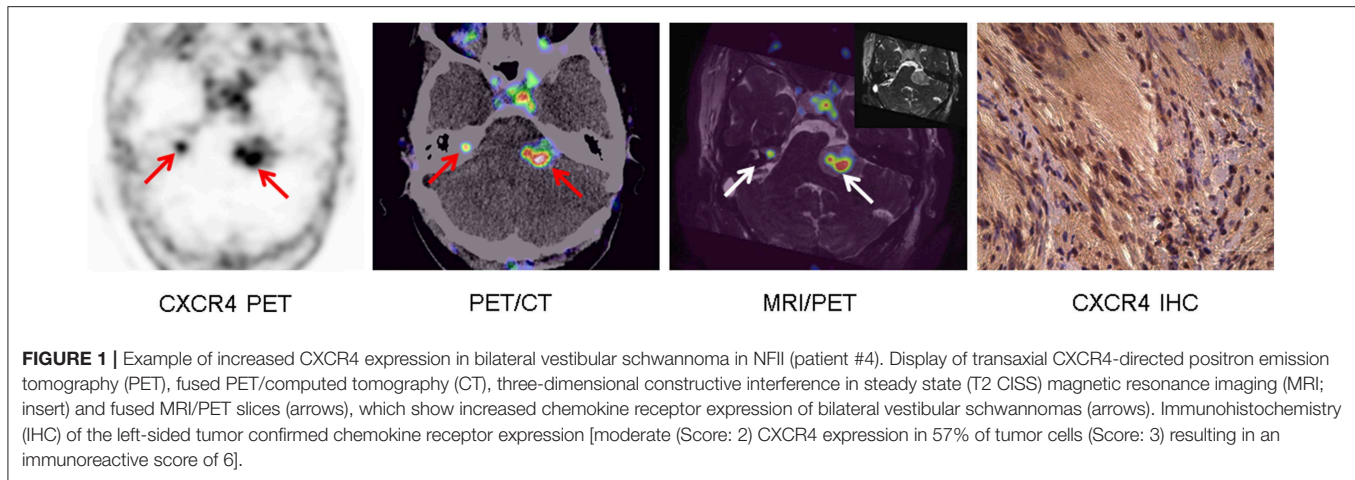 CXCR4 PET
PET/CT
MRI/PET
CXCR4 IHC
FIGURE 1 | Example of increased CXCR4 expression in bilateral vestibular schwannoma in NFII (patient #4). Display of transaxial CXCR4-directed positron emission
tomography (PET), fused PET/computed tomography (CT), three-dimensional constructive interference in steady state (T2 CISS) magnetic resonance imaging (MRI;
insert) and fused MRI/PET slices (arrows), which show increased chemokine receptor expression of bilateral vestibular schwannomas (arrows). Immunohistochemistry
(IHC) of the left-sided tumor confirmed chemokine receptor expression [moderate (Score: 2) CXCR4 expression in 57% of tumor cells (Score: 3) resulting in an
immunoreactive score of 6].